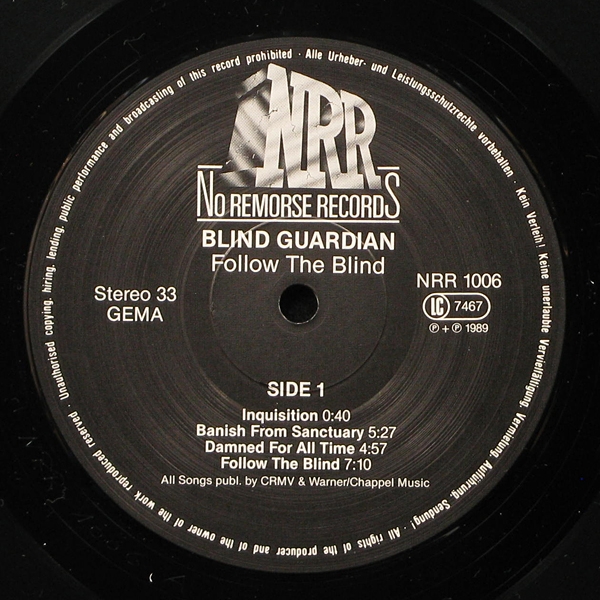 NRR
NO REMORSE RECORDS
BLIND GUARDIAN
Follow The Blind
Stereo 33
GEMA
NRR 1006
LC 7467
Ⓟ + Ⓟ 1989
SIDE 1
Inquisition 0:40
Banish From Sanctuary 5:27
Damned For All Time 4:57
Follow The Blind 7:10
All Songs publ. by CRMV & Warner/Chappel Music
Alle Urheber- und Leistungsschutzrechte vorbehalten · Kein Verleih! Keine unerlaubte Vervielfältigung, Vermietung, Aufführung, Sendung! · All rights of the producer and of the owner of the work reproduced reserved · Unauthorised copying, hiring, lending, public performance and broadcasting of this record prohibited ·